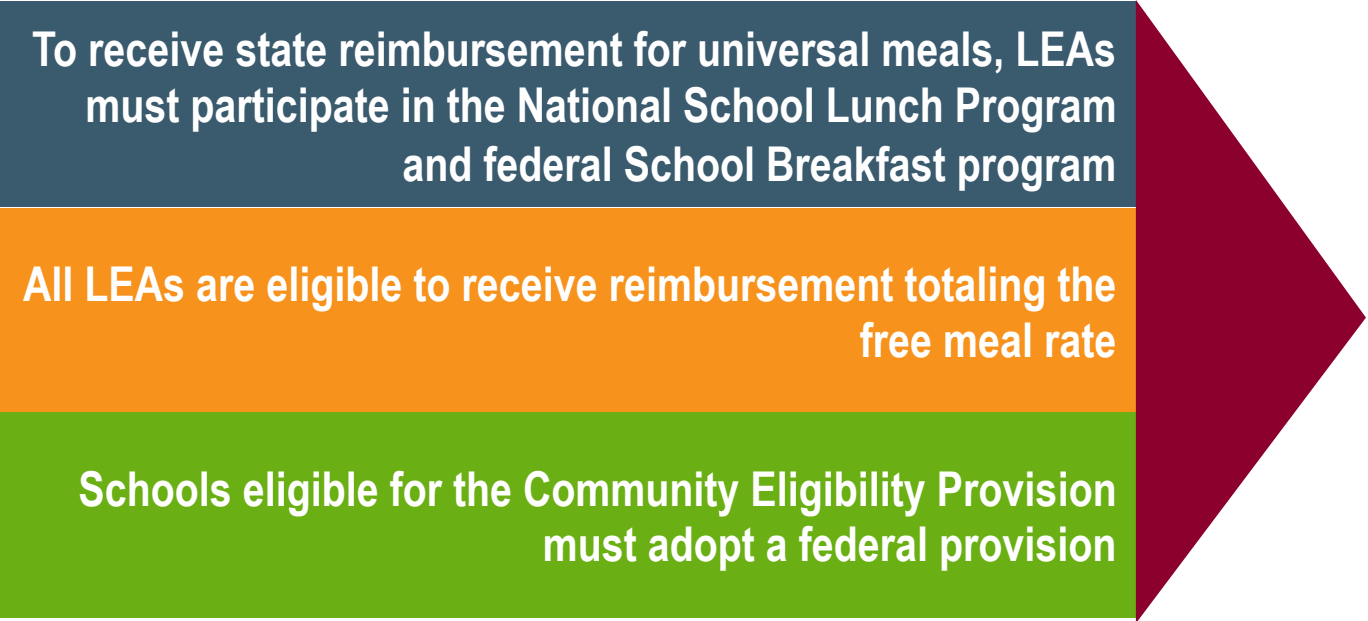 To receive state reimbursement for universal meals, LEAs
must participate in the National School Lunch Program
and federal School Breakfast program
All LEAs are eligible to receive reimbursement totaling the
free meal rate
Schools eligible for the Community Eligibility Provision
must adopt a federal provision